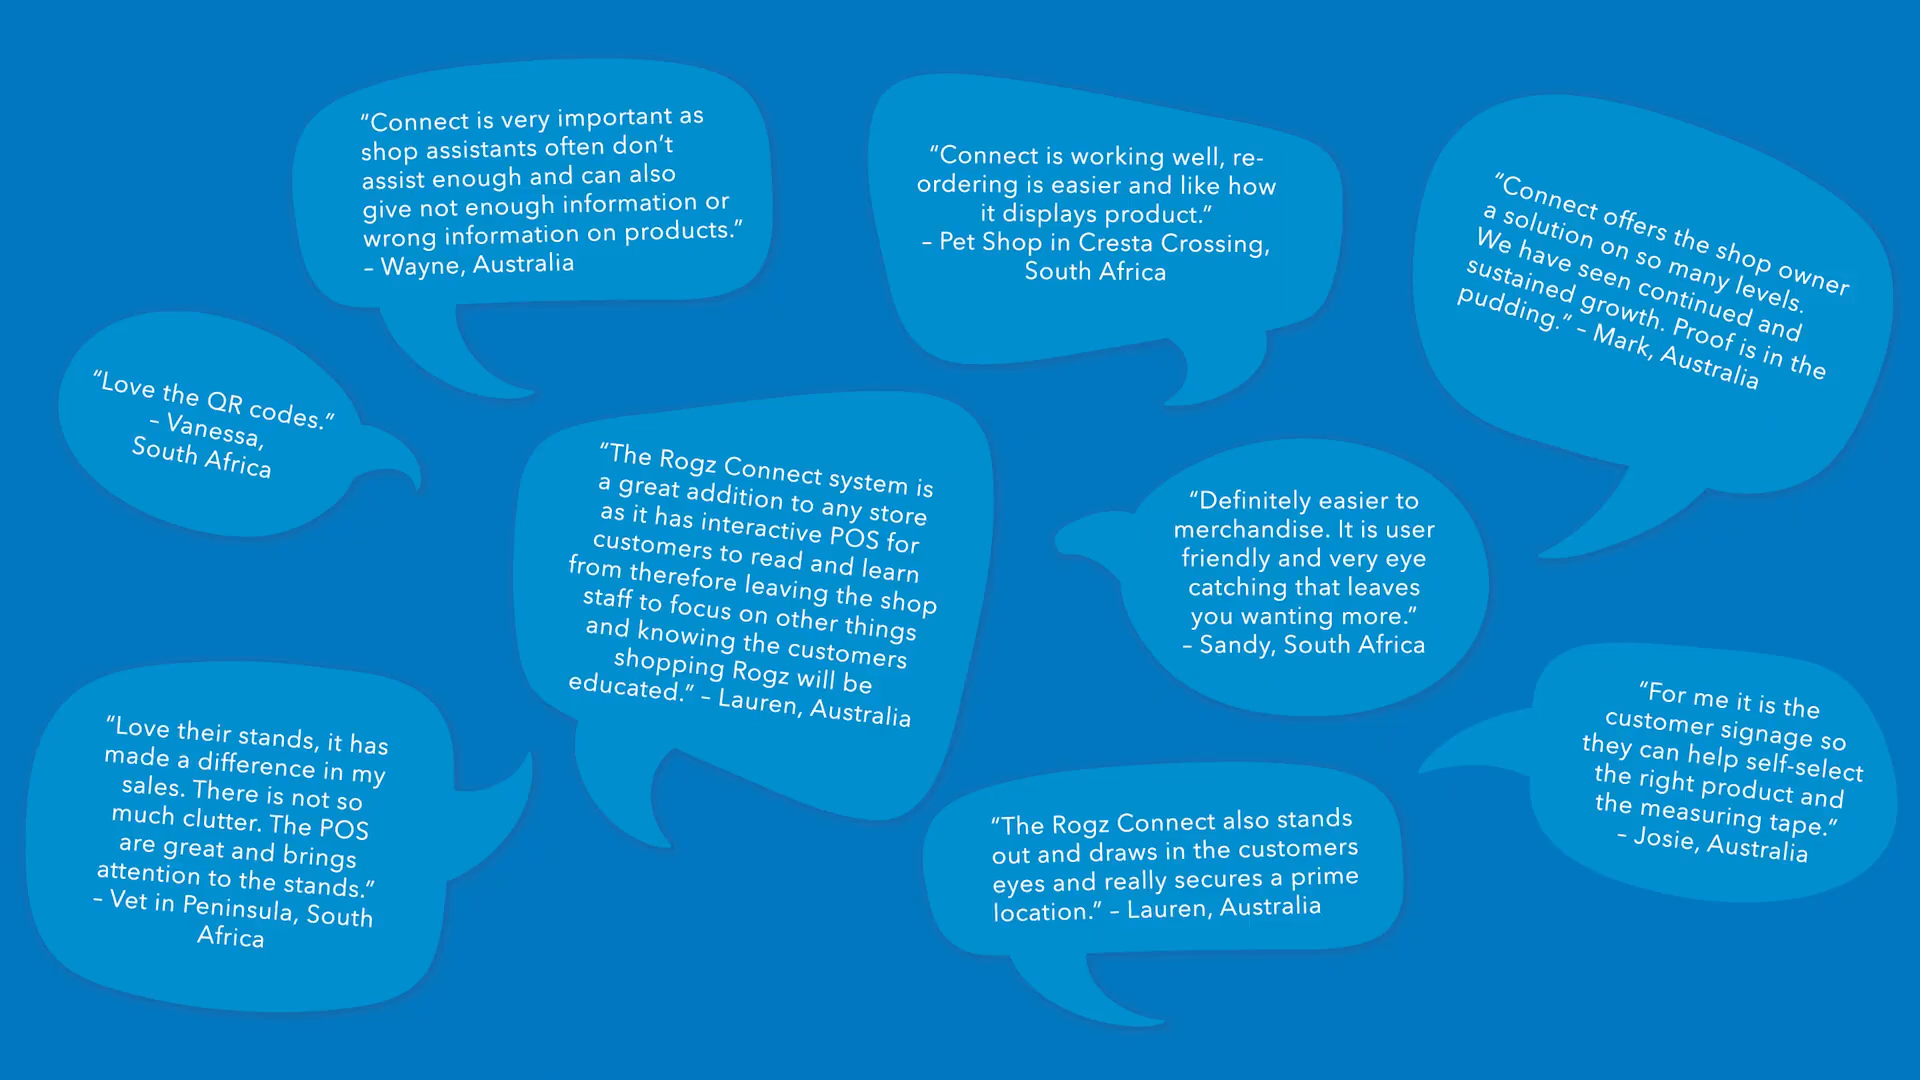 “Connect is very important as
shop assistants often don’t
assist enough and can also
give not enough information or
wrong information on products.”
– Wayne, Australia
“Connect is working well, re-
ordering is easier and like how
it displays product.”
– Pet Shop in Cresta Crossing,
South Africa
“Connect offers the shop owner
a solution on so many levels.
We have seen continued and
sustained growth. Proof is in the
pudding.” – Mark, Australia
“Love the QR codes.”
– Vanessa,
South Africa
“The Rogz Connect system is
a great addition to any store
as it has interactive POS for
customers to read and learn
from therefore leaving the shop
staff to focus on other things
and knowing the customers
shopping Rogz will be
educated.” – Lauren, Australia
“Definitely easier to
merchandise. It is user
friendly and very eye
catching that leaves
you wanting more.”
– Sandy, South Africa
“Love their stands, it has
made a difference in my
sales. There is not so
much clutter. The POS
are great and brings
attention to the stands.”
– Vet in Peninsula, South
Africa
“The Rogz Connect also stands
out and draws in the customers
eyes and really secures a prime
location.” – Lauren, Australia
“For me it is the
customer signage so
they can help self-select
the right product and
the measuring tape.”
– Josie, Australia